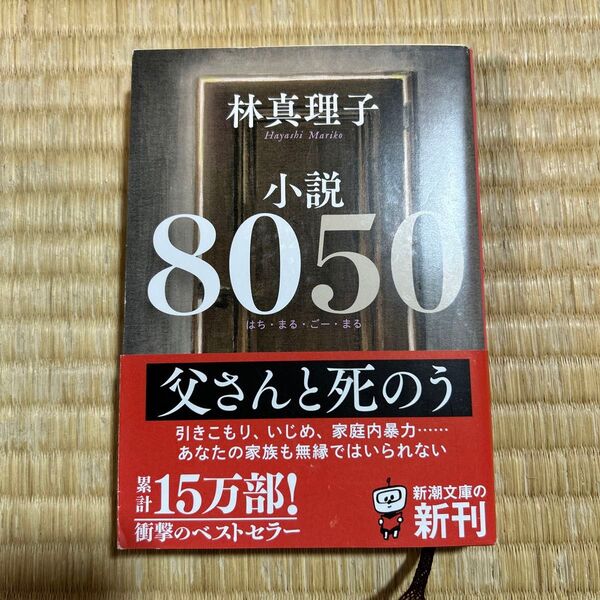 林真理子
Hayashi Mariko
小説
8050
はち・まる・ごー・まる
父さんと死のう
引きこもり、いじめ、家庭内暴力……
あなたの家族も無縁ではいられない
累計15万部!
衝撃のベストセラー
新潮文庫の
新刊